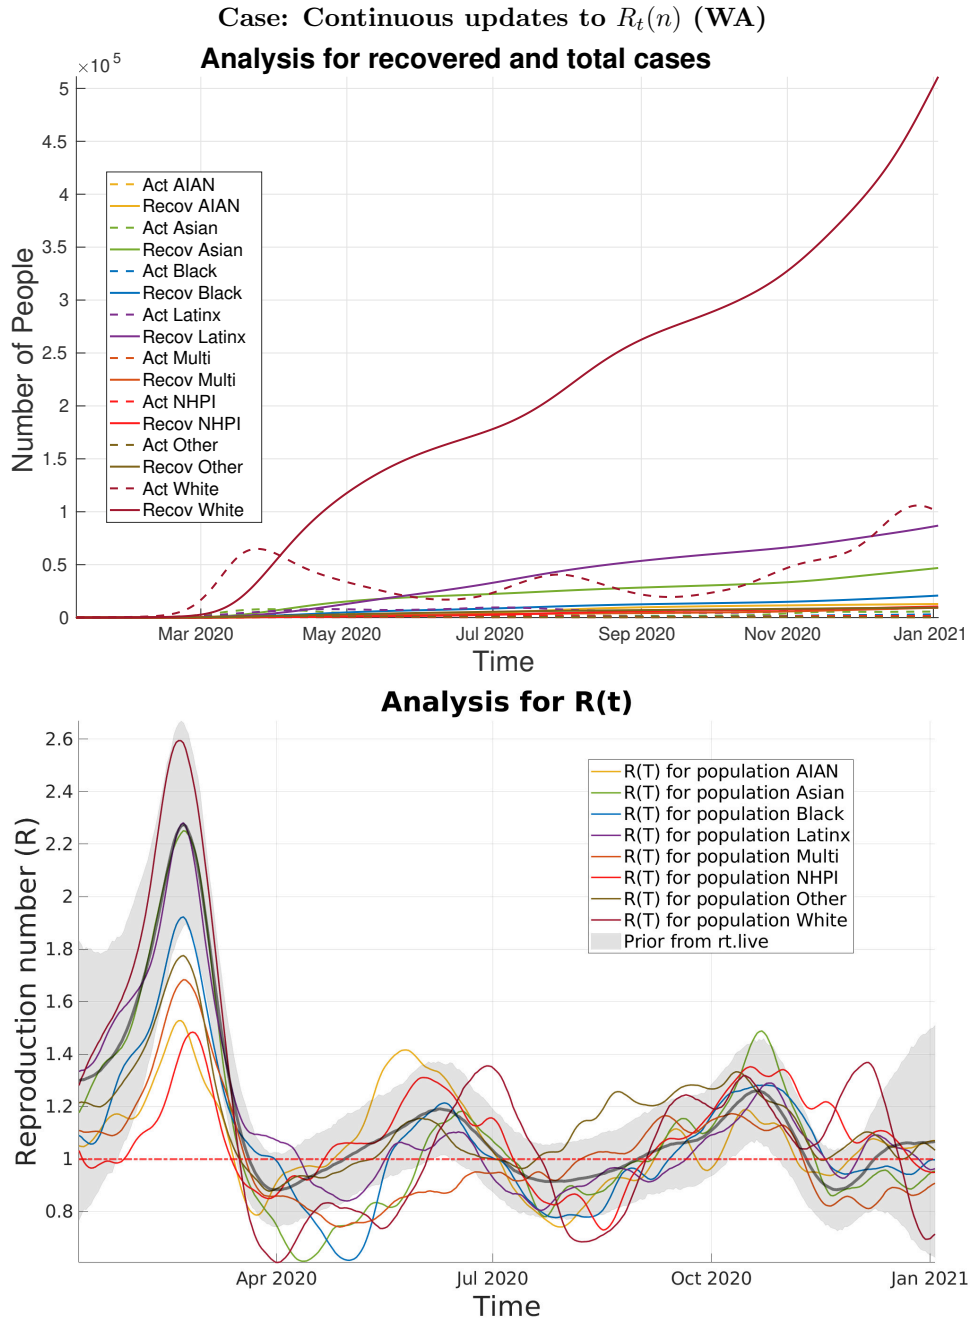 Case: Continuous updates to R_t(n) (WA)
Analysis for recovered and total cases
×10^5
5
4.5
4
3.5
3
2.5
2
1.5
1
0.5
0
Number of People
Act AIAN
Recov AIAN
Act Asian
Recov Asian
Act Black
Recov Black
Act Latinx
Recov Latinx
Act Multi
Recov Multi
Act NHPI
Recov NHPI
Act Other
Recov Other
Act White
Recov White
Mar 2020 May 2020 Jul 2020 Sep 2020 Nov 2020 Jan 2021
Time
Analysis for R(t)
2.6
2.4
2.2
2
1.8
1.6
1.4
1.2
1
0.8
Reproduction number (R)
R(T) for population AIAN
R(T) for population Asian
R(T) for population Black
R(T) for population Latinx
R(T) for population Multi
R(T) for population NHPI
R(T) for population Other
R(T) for population White
Prior from rt.live
Apr 2020 Jul 2020 Oct 2020 Jan 2021
Time